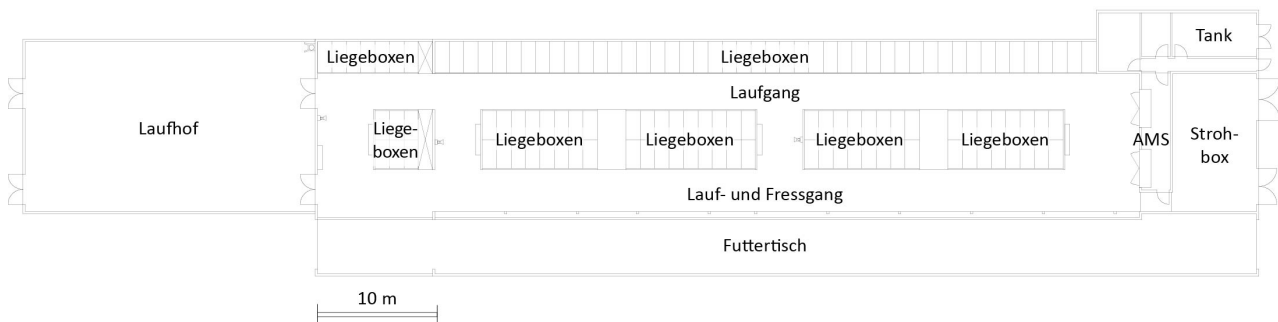 Tank
Liegeboxen
Liegeboxen
Laufgang
Laufhof
Liege-
boxen
Liegeboxen
Liegeboxen
Liegeboxen
Liegeboxen
AMS
Stroh-
box
Lauf- und Fressgang
Futtertisch
10 m